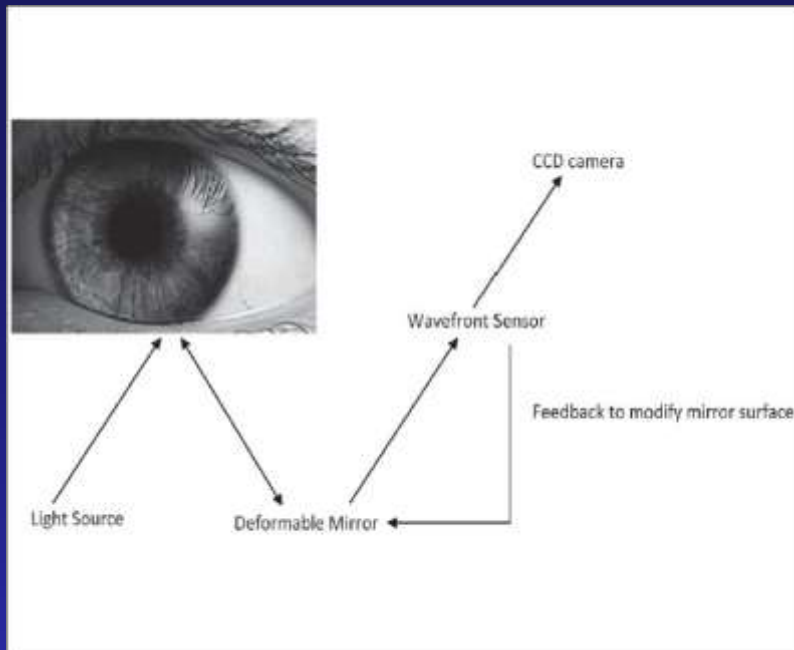 CCD camera
Wavefront Sensor
Feedback to modify mirror surface
Light Source
Deformable Mirror